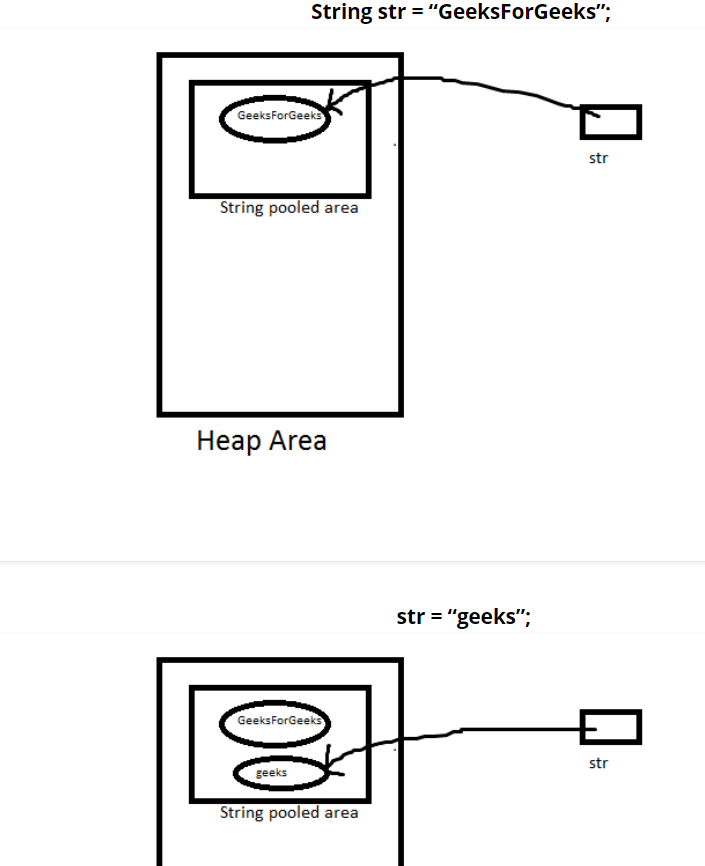 String str = “GeeksForGeeks”;
GeeksForGeeks
str
String pooled area
Heap Area
str = “geeks”;
GeeksForGeeks
str
geeks
String pooled area